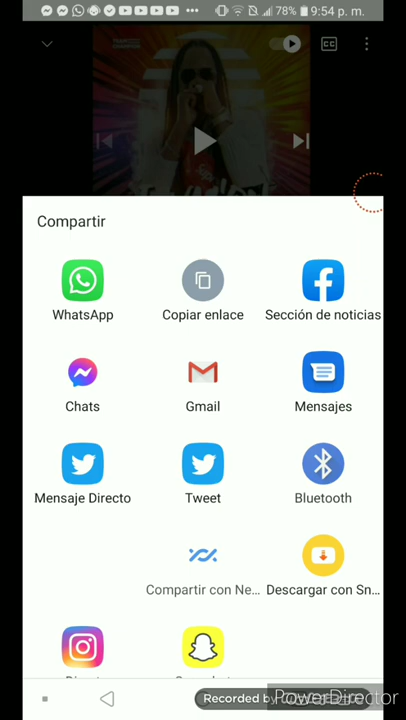 78% 9:54 p. m.
CC
Compartir
WhatsApp
Copiar enlace
Sección de noticias
Chats
Gmail
Mensajes
Mensaje Directo
Tweet
Bluetooth
Compartir con Ne...
Descargar con Sn...
Recorded by
PowerDirector